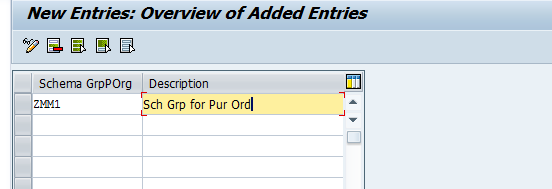 New Entries: Overview of Added Entries
Schema GrpPOrg Description
ZMM1 Sch Grp for Pur Ord